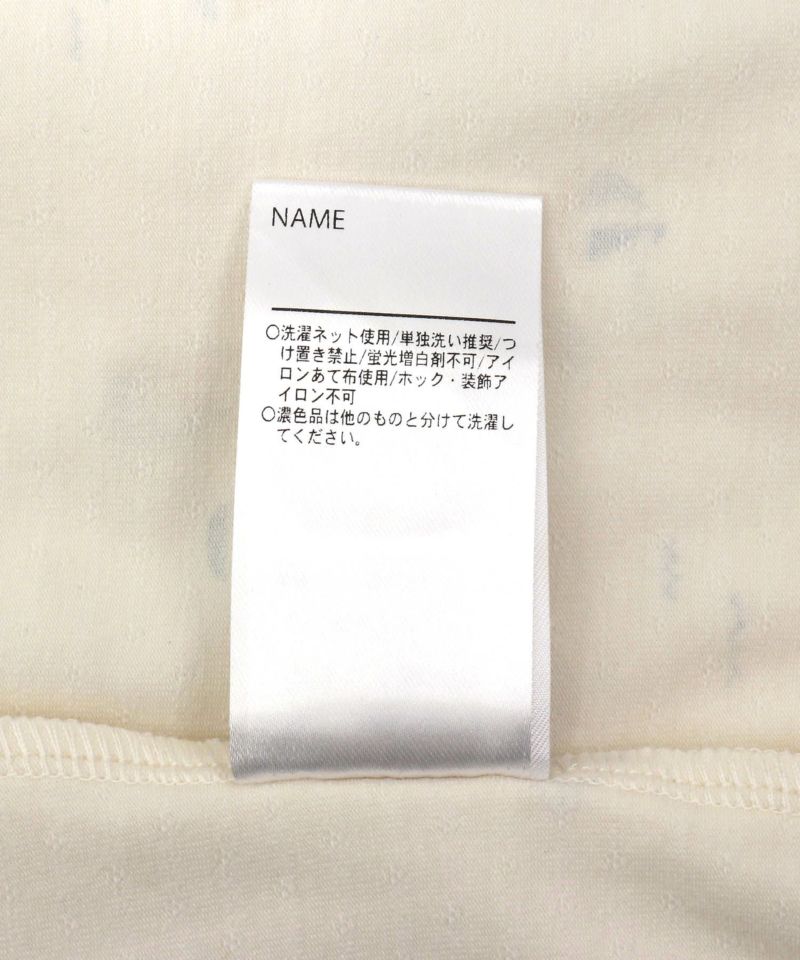 NAME
○洗濯ネット使用/単独洗い推奨/つ
け置き禁止/蛍光増白剤不可/アイ
ロンあて布使用/ホック・装飾ア
イロン不可
○濃色品は他のものと分けて洗濯し
てください。